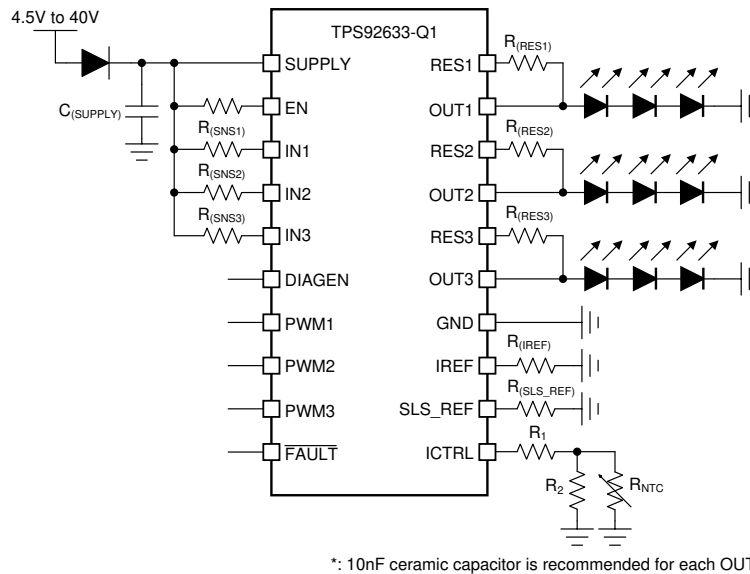 4.5V to 40V
TPS92633-Q1
C(SUPPLY)
R(SNS1)
R(SNS2)
R(SNS3)
SUPPLY
EN
IN1
IN2
IN3
DIAGEN
PWM1
PWM2
PWM3
FAULT
RES1
OUT1
RES2
OUT2
RES3
OUT3
GND
IREF
SLS_REF
ICTRL
R(RES1)
R(RES2)
R(RES3)
R(IREF)
R(SLS_REF)
R1
R2
RNTC
*: 10nF ceramic capacitor is recommended for each OUT